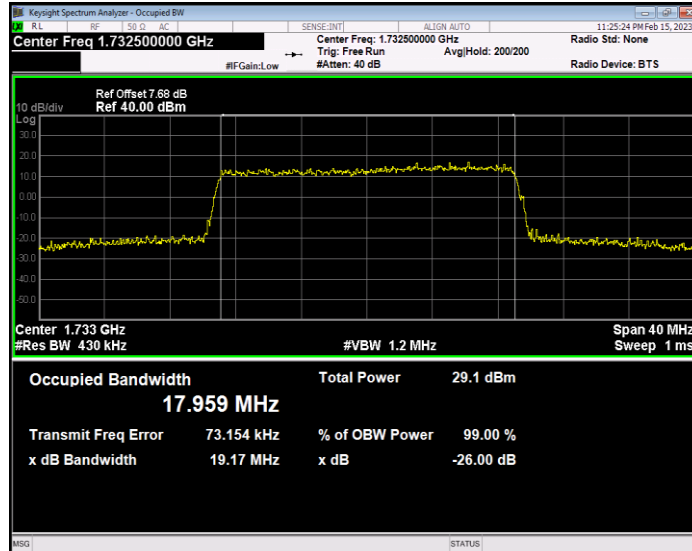 Keysight Spectrum Analyzer - Occupied BW
RL RF 50 Ω AC SENSE:INT ALIGN AUTO 11:25:24 PM Feb 15, 2023
Center Freq 1.732500000 GHz
Center Freq: 1.732500000 GHz
Radio Std: None
Trig: Free Run Avg|Hold: 200/200
#IFGain:Low #Atten: 40 dB Radio Device: BTS
Ref Offset 7.68 dB
10 dB/div Ref 40.00 dBm
Log
30.0
20.0
10.0
0.00
-10.0
-20.0
-30.0
-40.0
-50.0
Center 1.733 GHz Span 40 MHz
#Res BW 430 kHz #VBW 1.2 MHz Sweep 1 ms
Occupied Bandwidth Total Power 29.1 dBm
17.959 MHz
Transmit Freq Error 73.154 kHz % of OBW Power 99.00 %
x dB Bandwidth 19.17 MHz x dB -26.00 dB
MSG STATUS